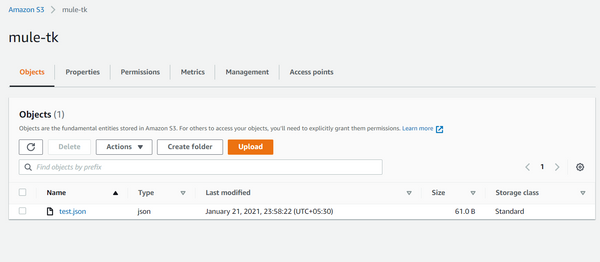 Amazon S3 > mule-tk
mule-tk
Objects Properties Permissions Metrics Management Access points
Objects (1)
Objects are the fundamental entities stored in Amazon S3. For others to access your objects, you'll need to explicitly grant them permissions. Learn more
Delete Actions Create folder Upload
Find objects by prefix
1
Name Type Last modified Size Storage class
test.json json January 21, 2021, 23:58:22 (UTC+05:30) 61.0 B Standard